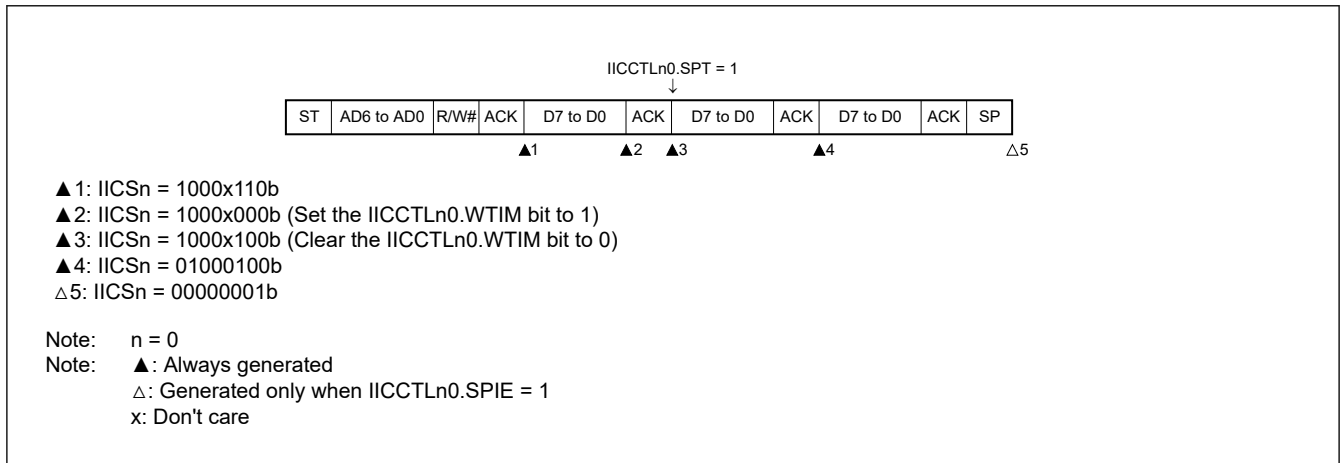 IICCTLn0.SPT = 1
↓
ST AD6 to AD0 R/W# ACK D7 to D0 ACK D7 to D0 ACK D7 to D0 ACK SP
▲1 ▲2 ▲3 ▲4 △5
▲1: IICSn = 1000x110b
▲2: IICSn = 1000x000b (Set the IICCTLn0.WTIM bit to 1)
▲3: IICSn = 1000x100b (Clear the IICCTLn0.WTIM bit to 0)
▲4: IICSn = 01000100b
△5: IICSn = 00000001b
Note: n = 0
Note: ▲: Always generated
△: Generated only when IICCTLn0.SPIE = 1
x: Don't care